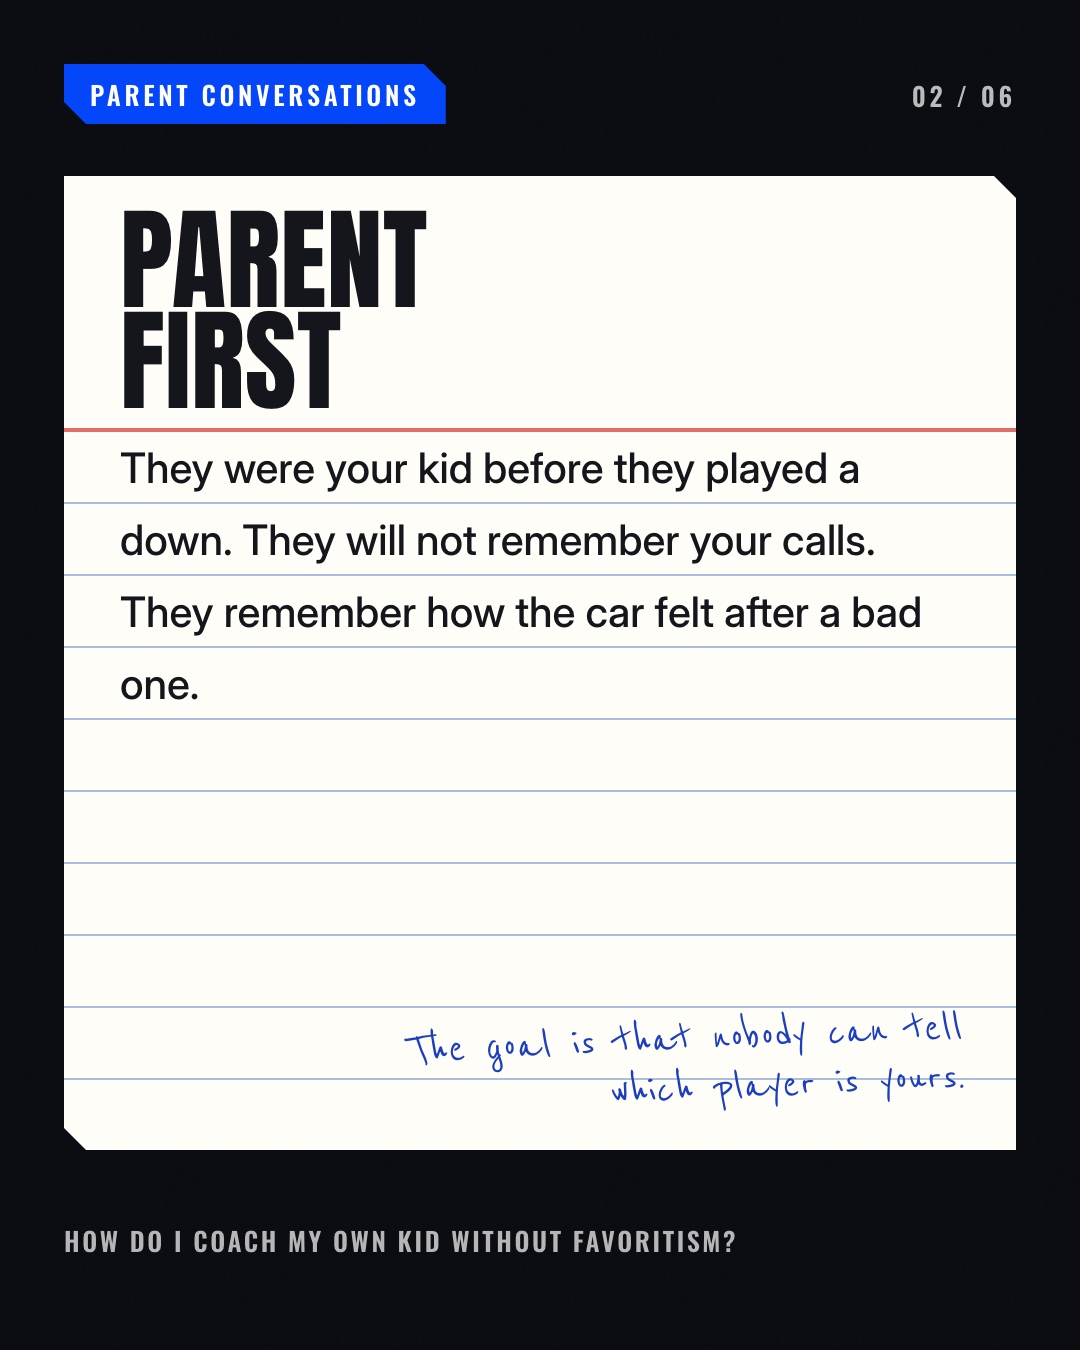 PARENT CONVERSATIONS
02 / 06
PARENT
FIRST
They were your kid before they played a
down. They will not remember your calls.
They remember how the car felt after a bad
one.
The goal is that nobody can tell
which player is yours.
HOW DO I COACH MY OWN KID WITHOUT FAVORITISM?